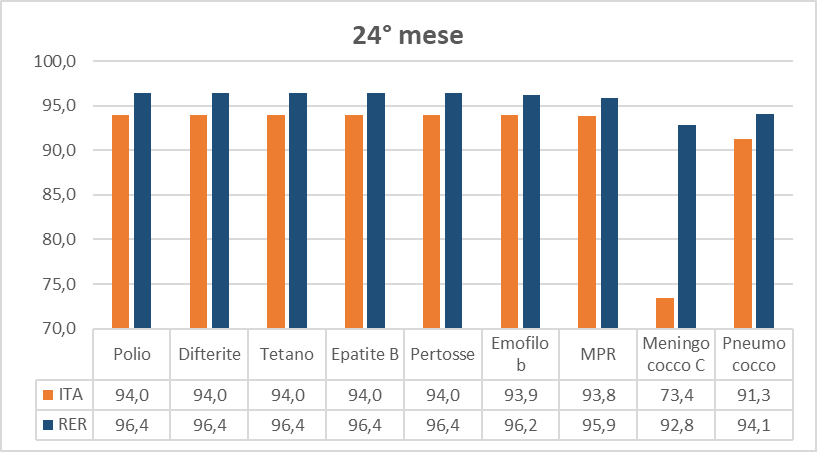 24° mese
100,0
95,0
90,0
85,0
80,0
75,0
70,0
Polio Difterite Tetano Epatite B Pertosse Emofilo b MPR Meningo cocco C Pneumo cocco
ITA 94,0 94,0 94,0 94,0 94,0 93,9 93,8 73,4 91,3
RER 96,4 96,4 96,4 96,4 96,4 96,2 95,9 92,8 94,1